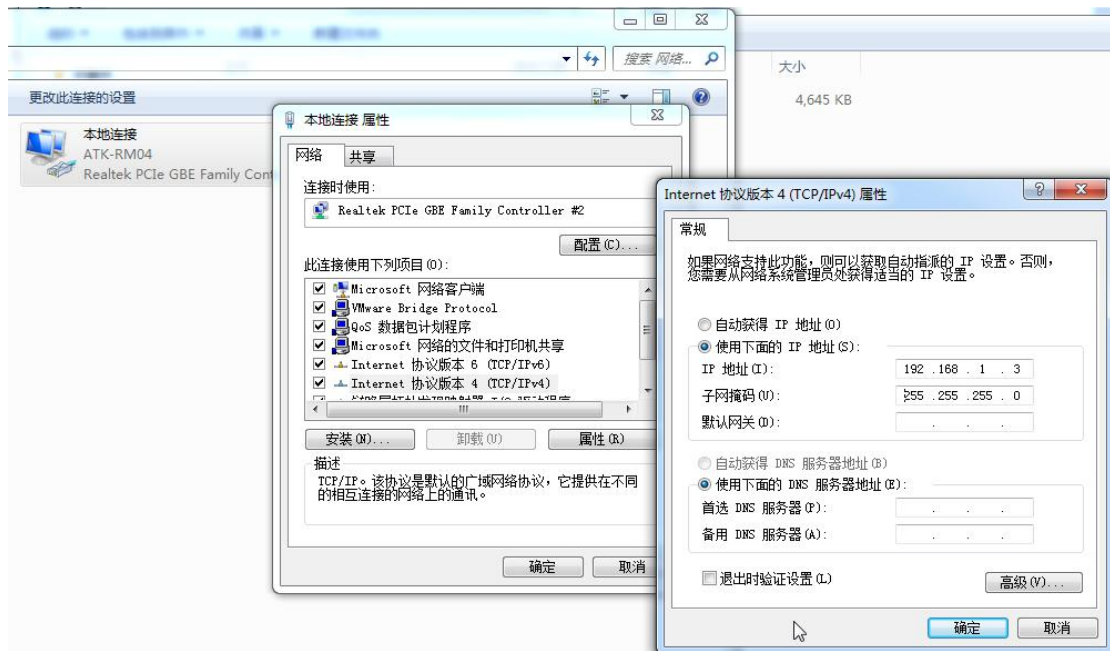 搜索 网络...
更改此连接的设置
大小
4,645 KB
本地连接
ATK-RM04
Realtek PCIe GBE Family Cont
本地连接 属性
网络
共享
连接时使用:
Realtek PCIe GBE Family Controller #2
配置(C)...
此连接使用下列项目(O):
Microsoft 网络客户端
VMware Bridge Protocol
QoS 数据包计划程序
Microsoft 网络的文件和打印机共享
Internet 协议版本 6 (TCP/IPv6)
Internet 协议版本 4 (TCP/IPv4)
安装(N)...
卸载(U)
属性(R)
描述
TCP/IP。该协议是默认的广域网络协议，它提供在不同
的相互连接的网络上的通讯。
确定
取消
Internet 协议版本 4 (TCP/IPv4) 属性
常规
如果网络支持此功能，则可以获取自动指派的 IP 设置。否则，
您需要从网络系统管理员处获得适当的 IP 设置。
自动获得 IP 地址(O)
使用下面的 IP 地址(S):
IP 地址(I): 192 .168 . 1 . 3
子网掩码(U): 255 .255 .255 . 0
默认网关(D): . . .
自动获得 DNS 服务器地址(B)
使用下面的 DNS 服务器地址(E):
首选 DNS 服务器(P): . . .
备用 DNS 服务器(A): . . .
退出时验证设置(L)
高级(V)...
确定
取消